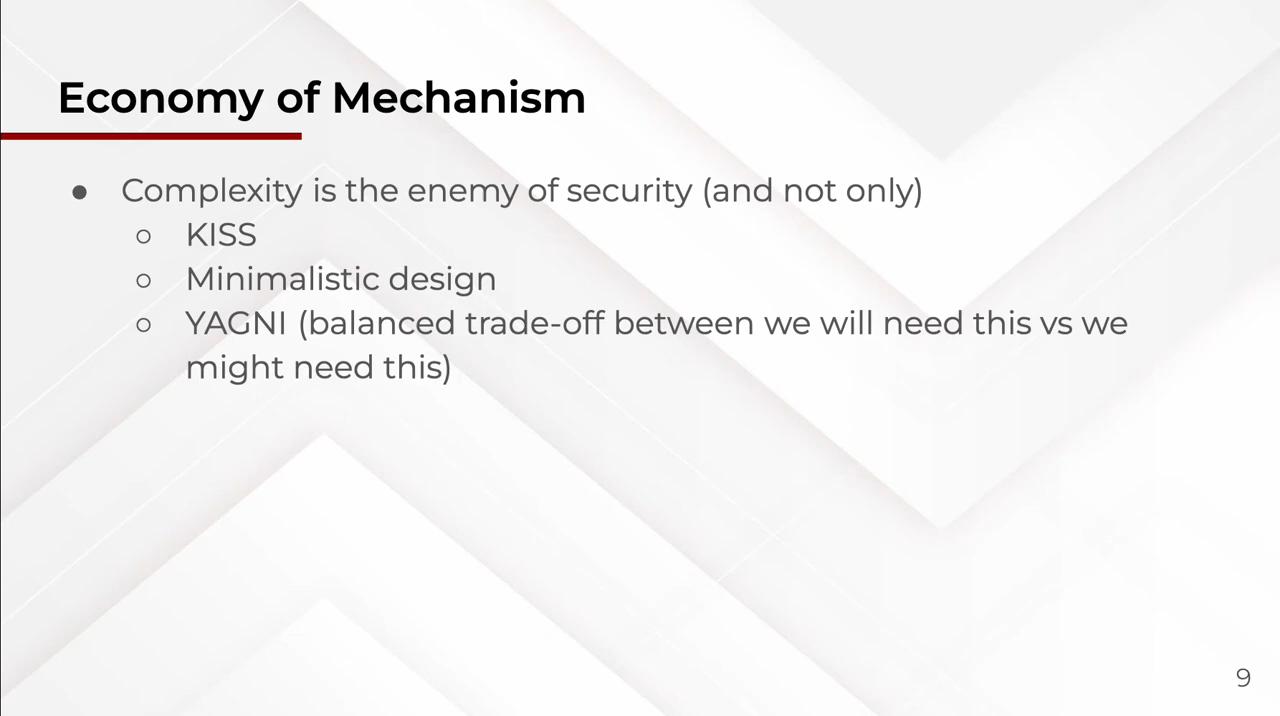 Economy of Mechanism
● Complexity is the enemy of security (and not only)
○ KISS
○ Minimalistic design
○ YAGNI (balanced trade-off between we will need this vs we
might need this)
9